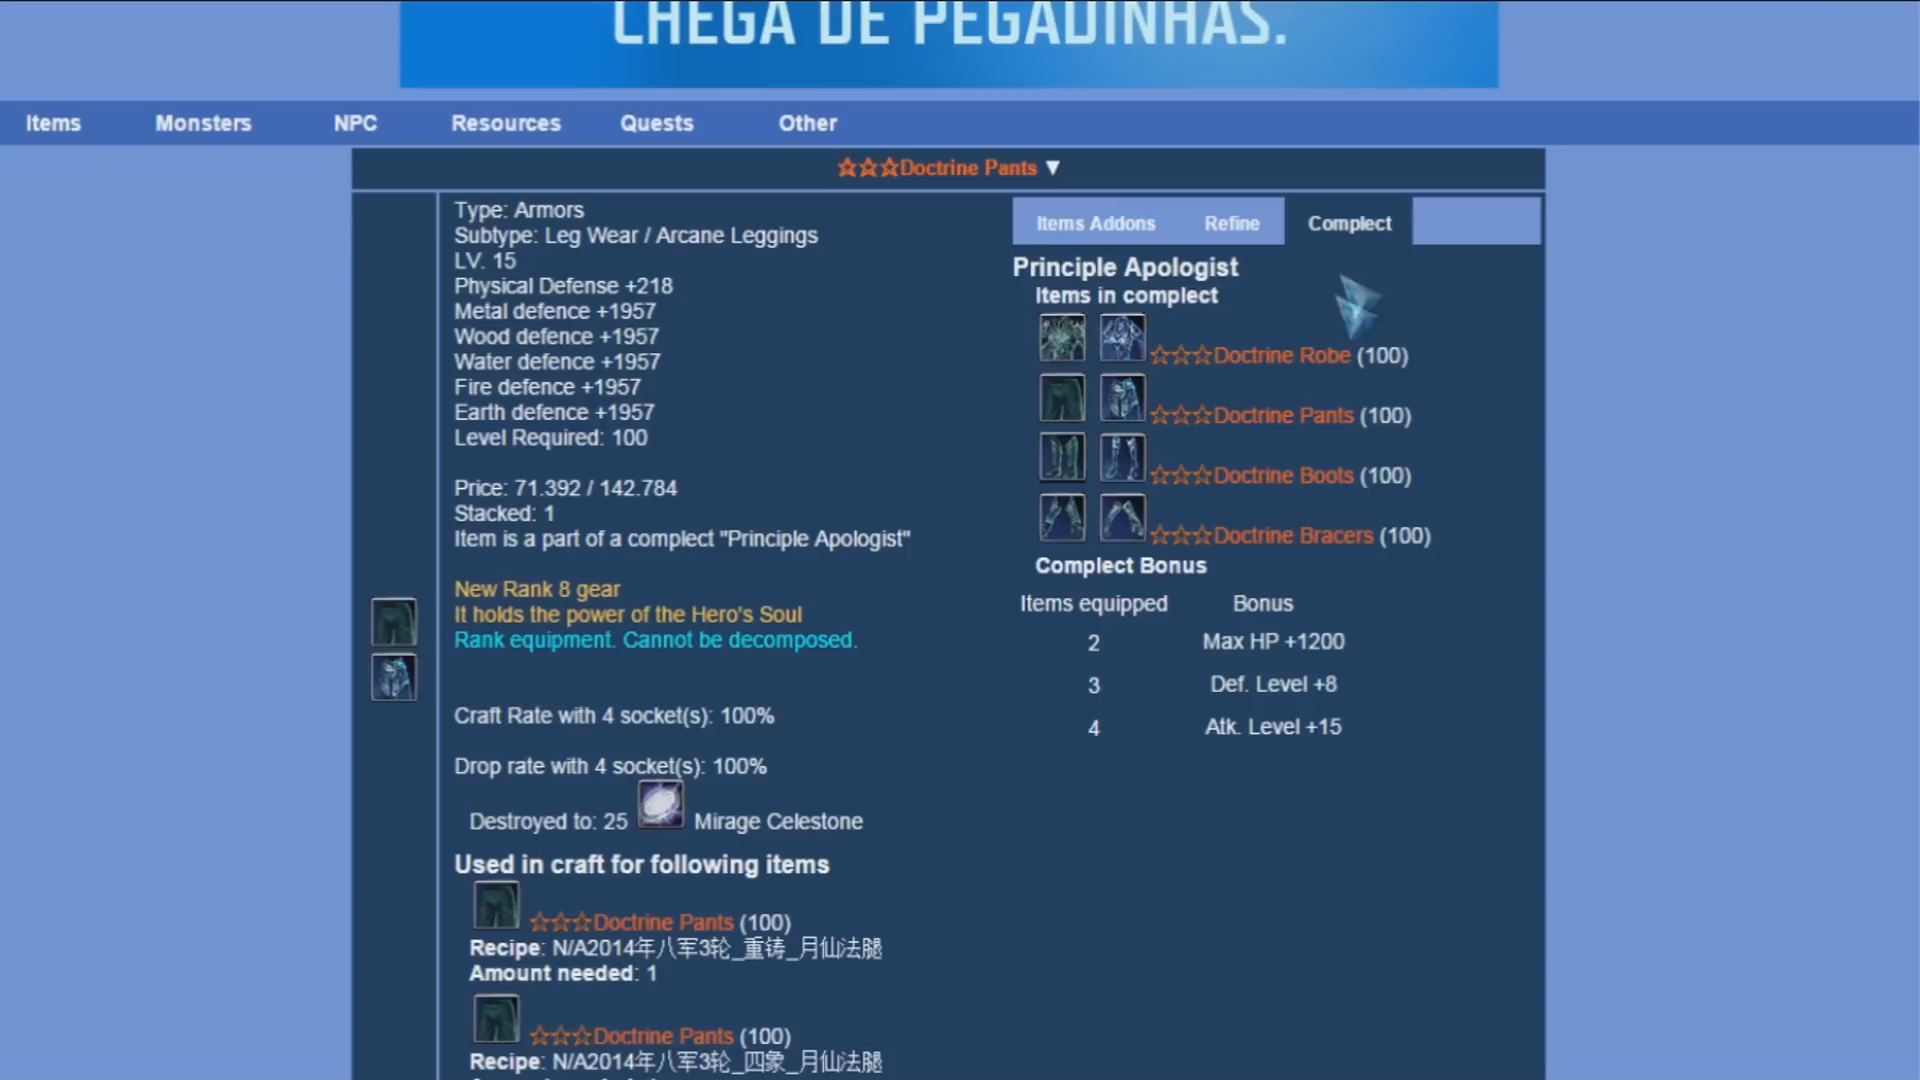 CHEGA DE PEGADINHAS.
Items Monsters NPC Resources Quests Other
☆☆☆Doctrine Pants ▼
Type: Armors
Subtype: Leg Wear / Arcane Leggings
LV. 15
Physical Defense +218
Metal defence +1957
Wood defence +1957
Water defence +1957
Fire defence +1957
Earth defence +1957
Level Required: 100
Price: 71.392 / 142.784
Stacked: 1
Item is a part of a complect "Principle Apologist"
New Rank 8 gear
It holds the power of the Hero's Soul
Rank equipment. Cannot be decomposed.
Craft Rate with 4 socket(s): 100%
Drop rate with 4 socket(s): 100%
Destroyed to: 25 Mirage Celestone
Used in craft for following items
☆☆☆Doctrine Pants (100)
Recipe: N/A2014年八军3轮_重铸_月仙法腿
Amount needed: 1
☆☆☆Doctrine Pants (100)
Recipe: N/A2014年八军3轮_四象_月仙法腿
Items Addons Refine Complect
Principle Apologist
Items in complect
☆☆☆Doctrine Robe (100)
☆☆☆Doctrine Pants (100)
☆☆☆Doctrine Boots (100)
☆☆☆Doctrine Bracers (100)
Complect Bonus
Items equipped Bonus
2 Max HP +1200
3 Def. Level +8
4 Atk. Level +15